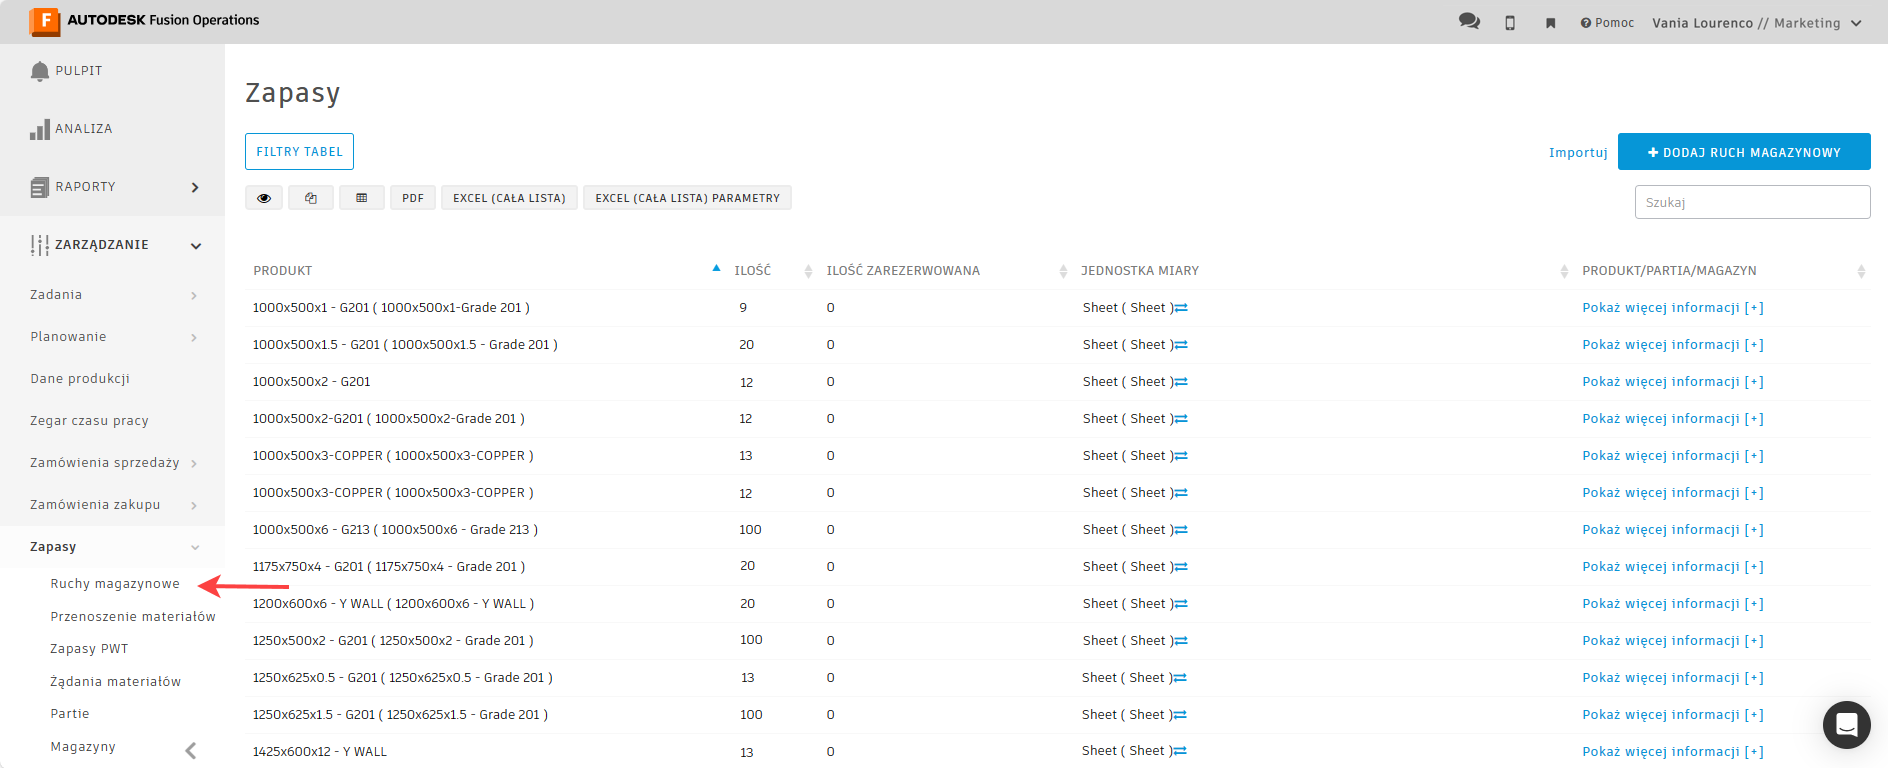 AUTODESK Fusion Operations
Pomoc
Vania Lourenco // Marketing
PULPIT
ANALIZA
RAPORTY
ZARZĄDZANIE
Zadania
Planowanie
Dane produkcji
Zegar czasu pracy
Zamówienia sprzedaży
Zamówienia zakupu
Zapasy
Ruchy magazynowe
Przenoszenie materiałów
Zapasy PWT
Żądania materiałów
Partie
Magazyny
Zapasy
FILTRY TABEL
Importuj
+ DODAJ RUCH MAGAZYNOWY
PDF
EXCEL (CAŁA LISTA)
EXCEL (CAŁA LISTA) PARAMETRY
Szukaj
PRODUKT ILOŚĆ ILOŚĆ ZAREZERWOWANA JEDNOSTKA MIARY PRODUKT/PARTIA/MAGAZYN
1000x500x1 - G201 ( 1000x500x1-Grade 201 ) 9 0 Sheet ( Sheet ) Pokaż więcej informacji [+]
1000x500x1.5 - G201 ( 1000x500x1.5 - Grade 201 ) 20 0 Sheet ( Sheet ) Pokaż więcej informacji [+]
1000x500x2 - G201 12 0 Sheet ( Sheet ) Pokaż więcej informacji [+]
1000x500x2-G201 ( 1000x500x2-Grade 201 ) 12 0 Sheet ( Sheet ) Pokaż więcej informacji [+]
1000x500x3-COPPER ( 1000x500x3-COPPER ) 13 0 Sheet ( Sheet ) Pokaż więcej informacji [+]
1000x500x3-COPPER ( 1000x500x3-COPPER ) 12 0 Sheet ( Sheet ) Pokaż więcej informacji [+]
1000x500x6 - G213 ( 1000x500x6 - Grade 213 ) 100 0 Sheet ( Sheet ) Pokaż więcej informacji [+]
1175x750x4 - G201 ( 1175x750x4 - Grade 201 ) 20 0 Sheet ( Sheet ) Pokaż więcej informacji [+]
1200x600x6 - Y WALL ( 1200x600x6 - Y WALL ) 20 0 Sheet ( Sheet ) Pokaż więcej informacji [+]
1250x500x2 - G201 ( 1250x500x2 - Grade 201 ) 100 0 Sheet ( Sheet ) Pokaż więcej informacji [+]
1250x625x0.5 - G201 ( 1250x625x0.5 - Grade 201 ) 13 0 Sheet ( Sheet ) Pokaż więcej informacji [+]
1250x625x1.5 - G201 ( 1250x625x1.5 - Grade 201 ) 100 0 Sheet ( Sheet ) Pokaż więcej informacji [+]
1425x600x12 - Y WALL 13 0 Sheet ( Sheet ) Pokaż więcej informacji [+]